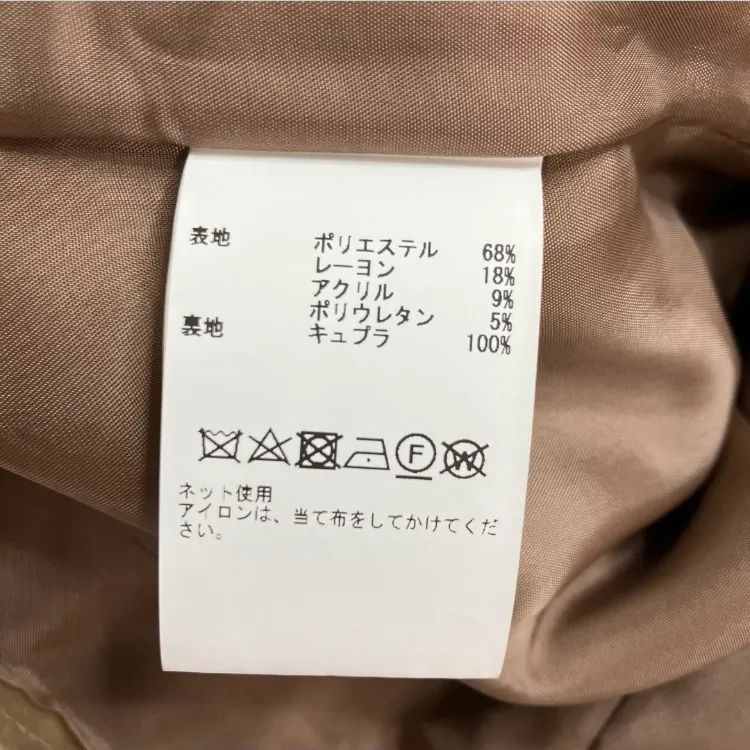 表地 ポリエステル 68%
レーヨン 18%
アクリル 9%
ポリウレタン 5%
裏地 キュプラ 100%
F W
ネット使用
アイロンは、当て布をしてかけてくだ
さい。